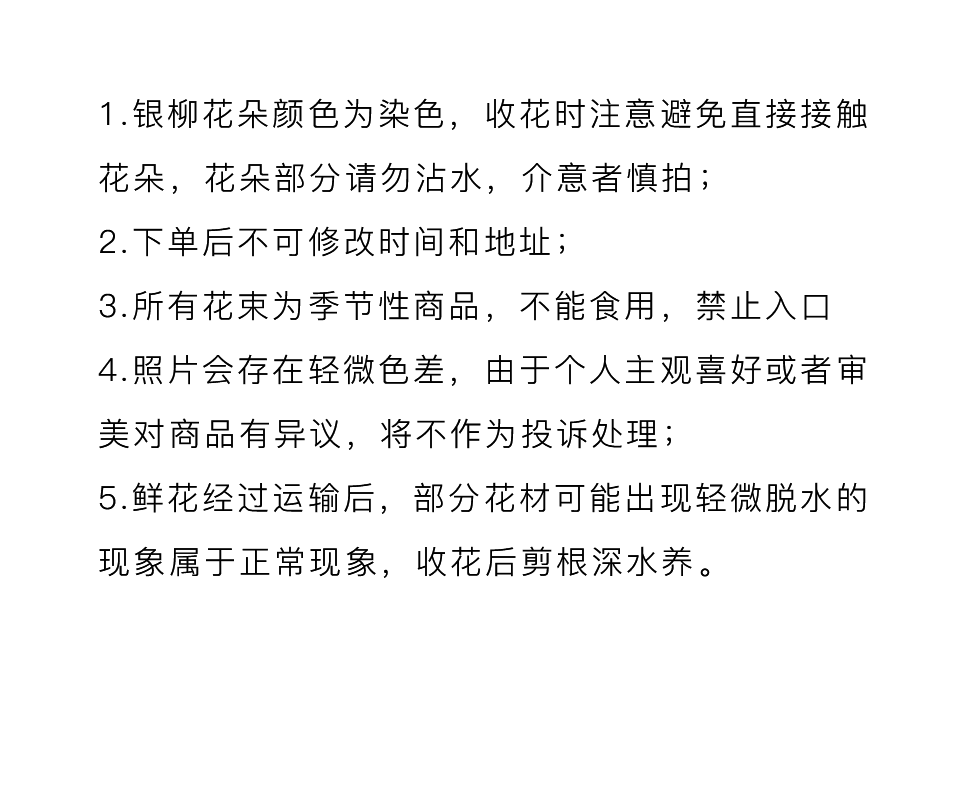 1.银柳花朵颜色为染色，收花时注意避免直接接触
花朵，花朵部分请勿沾水，介意者慎拍；
2.下单后不可修改时间和地址；
3.所有花束为季节性商品，不能食用，禁止入口
4.照片会存在轻微色差，由于个人主观喜好或者审
美对商品有异议，将不作为投诉处理；
5.鲜花经过运输后，部分花材可能出现轻微脱水的
现象属于正常现象，收花后剪根深水养。